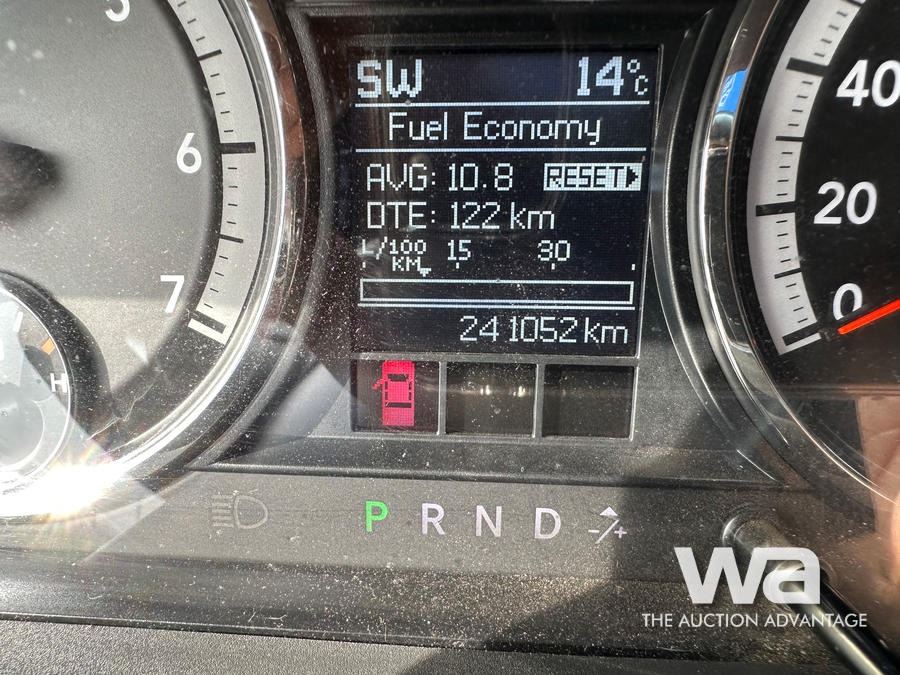 SW 14°C
Fuel Economy
AVG: 10.8 RESET
DTE: 122 km
L/100 KM 15 30
241052 km
5
6
7
H
40
20
0
P R N D -/+
wa
THE AUCTION ADVANTAGE